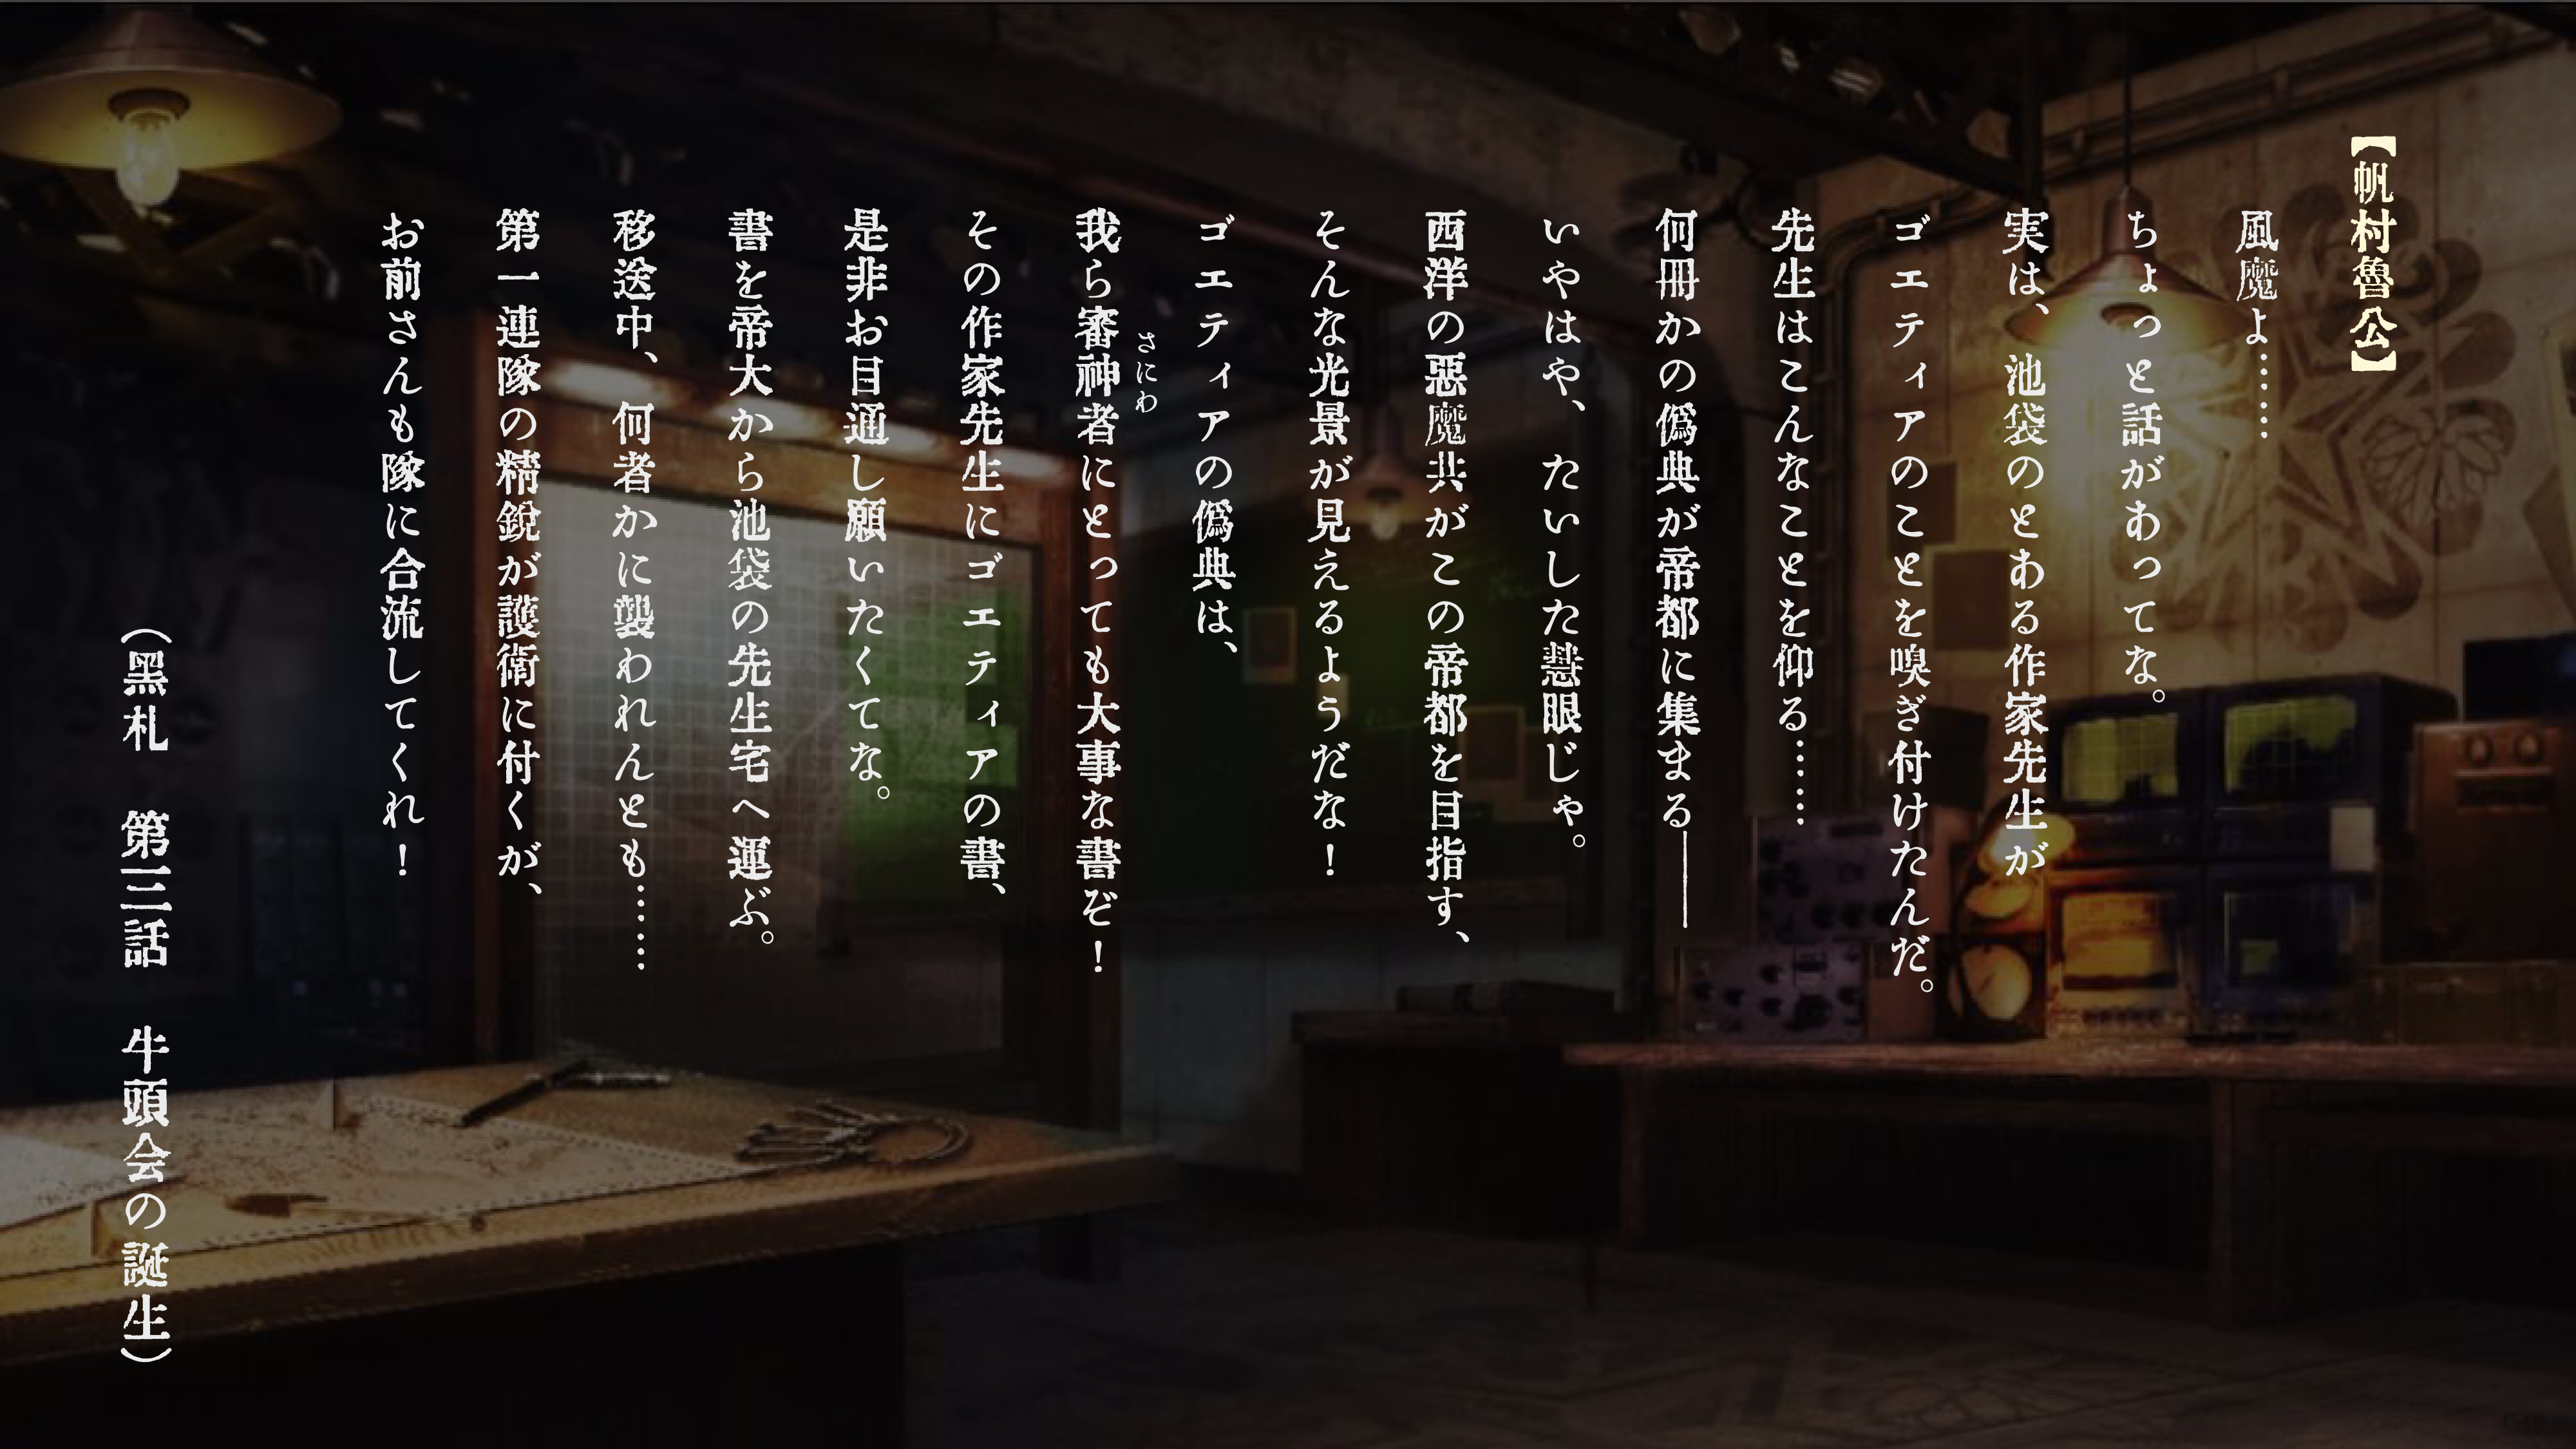 【帆村魯公】
風魔よ……
ちょっと話があってな。
実は、池袋のとある作家先生が
ゴエティアのことを嗅ぎ付けたんだ。
先生はこんなことを仰る……
何冊かの僞典が帝都に集まる――
いやはや、たいした慧眼じゃ。
西洋の惡魔共がこの帝都を目指す、
そんな光景が見えるようだな！
ゴエティアの僞典は、
我ら審神者にとっても大事な書ぞ！
さにわ
その作家先生にゴエティアの書、
是非お目通し願いたくてな。
書を帝大から池袋の先生宅へ運ぶ。
移送中、何者かに襲われんとも……
第一連隊の精鋭が護衛に付くが、
お前さんも隊に合流してくれ！
（黑札　第三話　牛頭会の誕生）